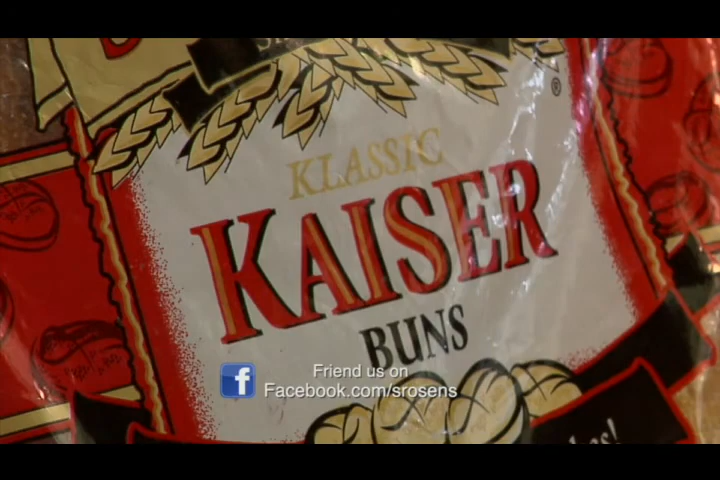 KLASSIC
KAISER
BUNS
®
Friend us on
Facebook.com/srosens